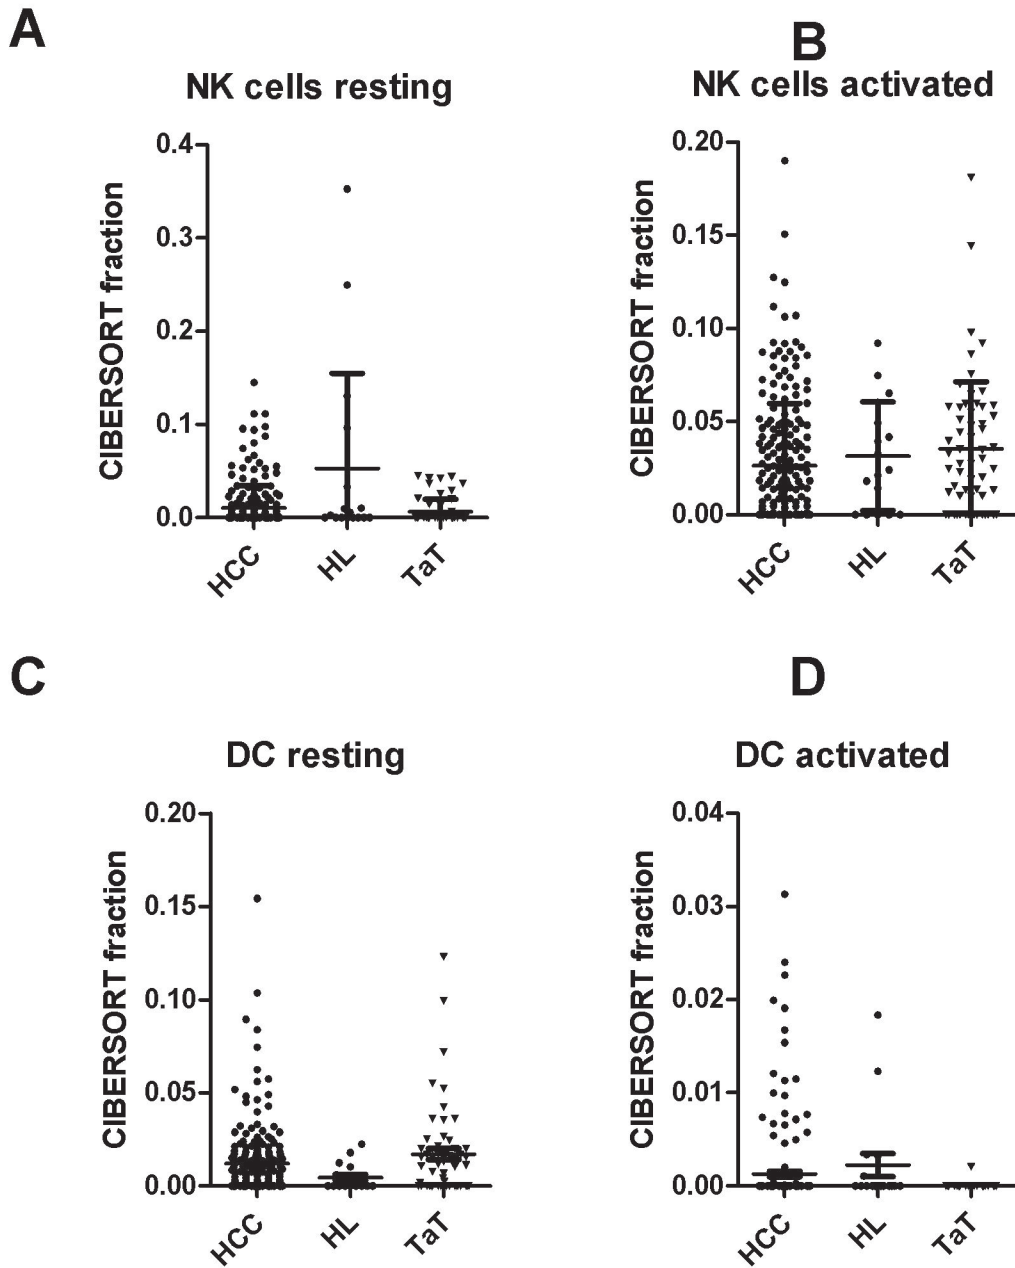 A
NK cells resting
CIBERSORT fraction
0.4
0.3
0.2
0.1
0.0
HCC
HL
TaT
B
NK cells activated
CIBERSORT fraction
0.20
0.15
0.10
0.05
0.00
HCC
HL
TaT
C
DC resting
CIBERSORT fraction
0.20
0.15
0.10
0.05
0.00
HCC
HL
TaT
D
DC activated
CIBERSORT fraction
0.04
0.03
0.02
0.01
0.00
HCC
HL
TaT